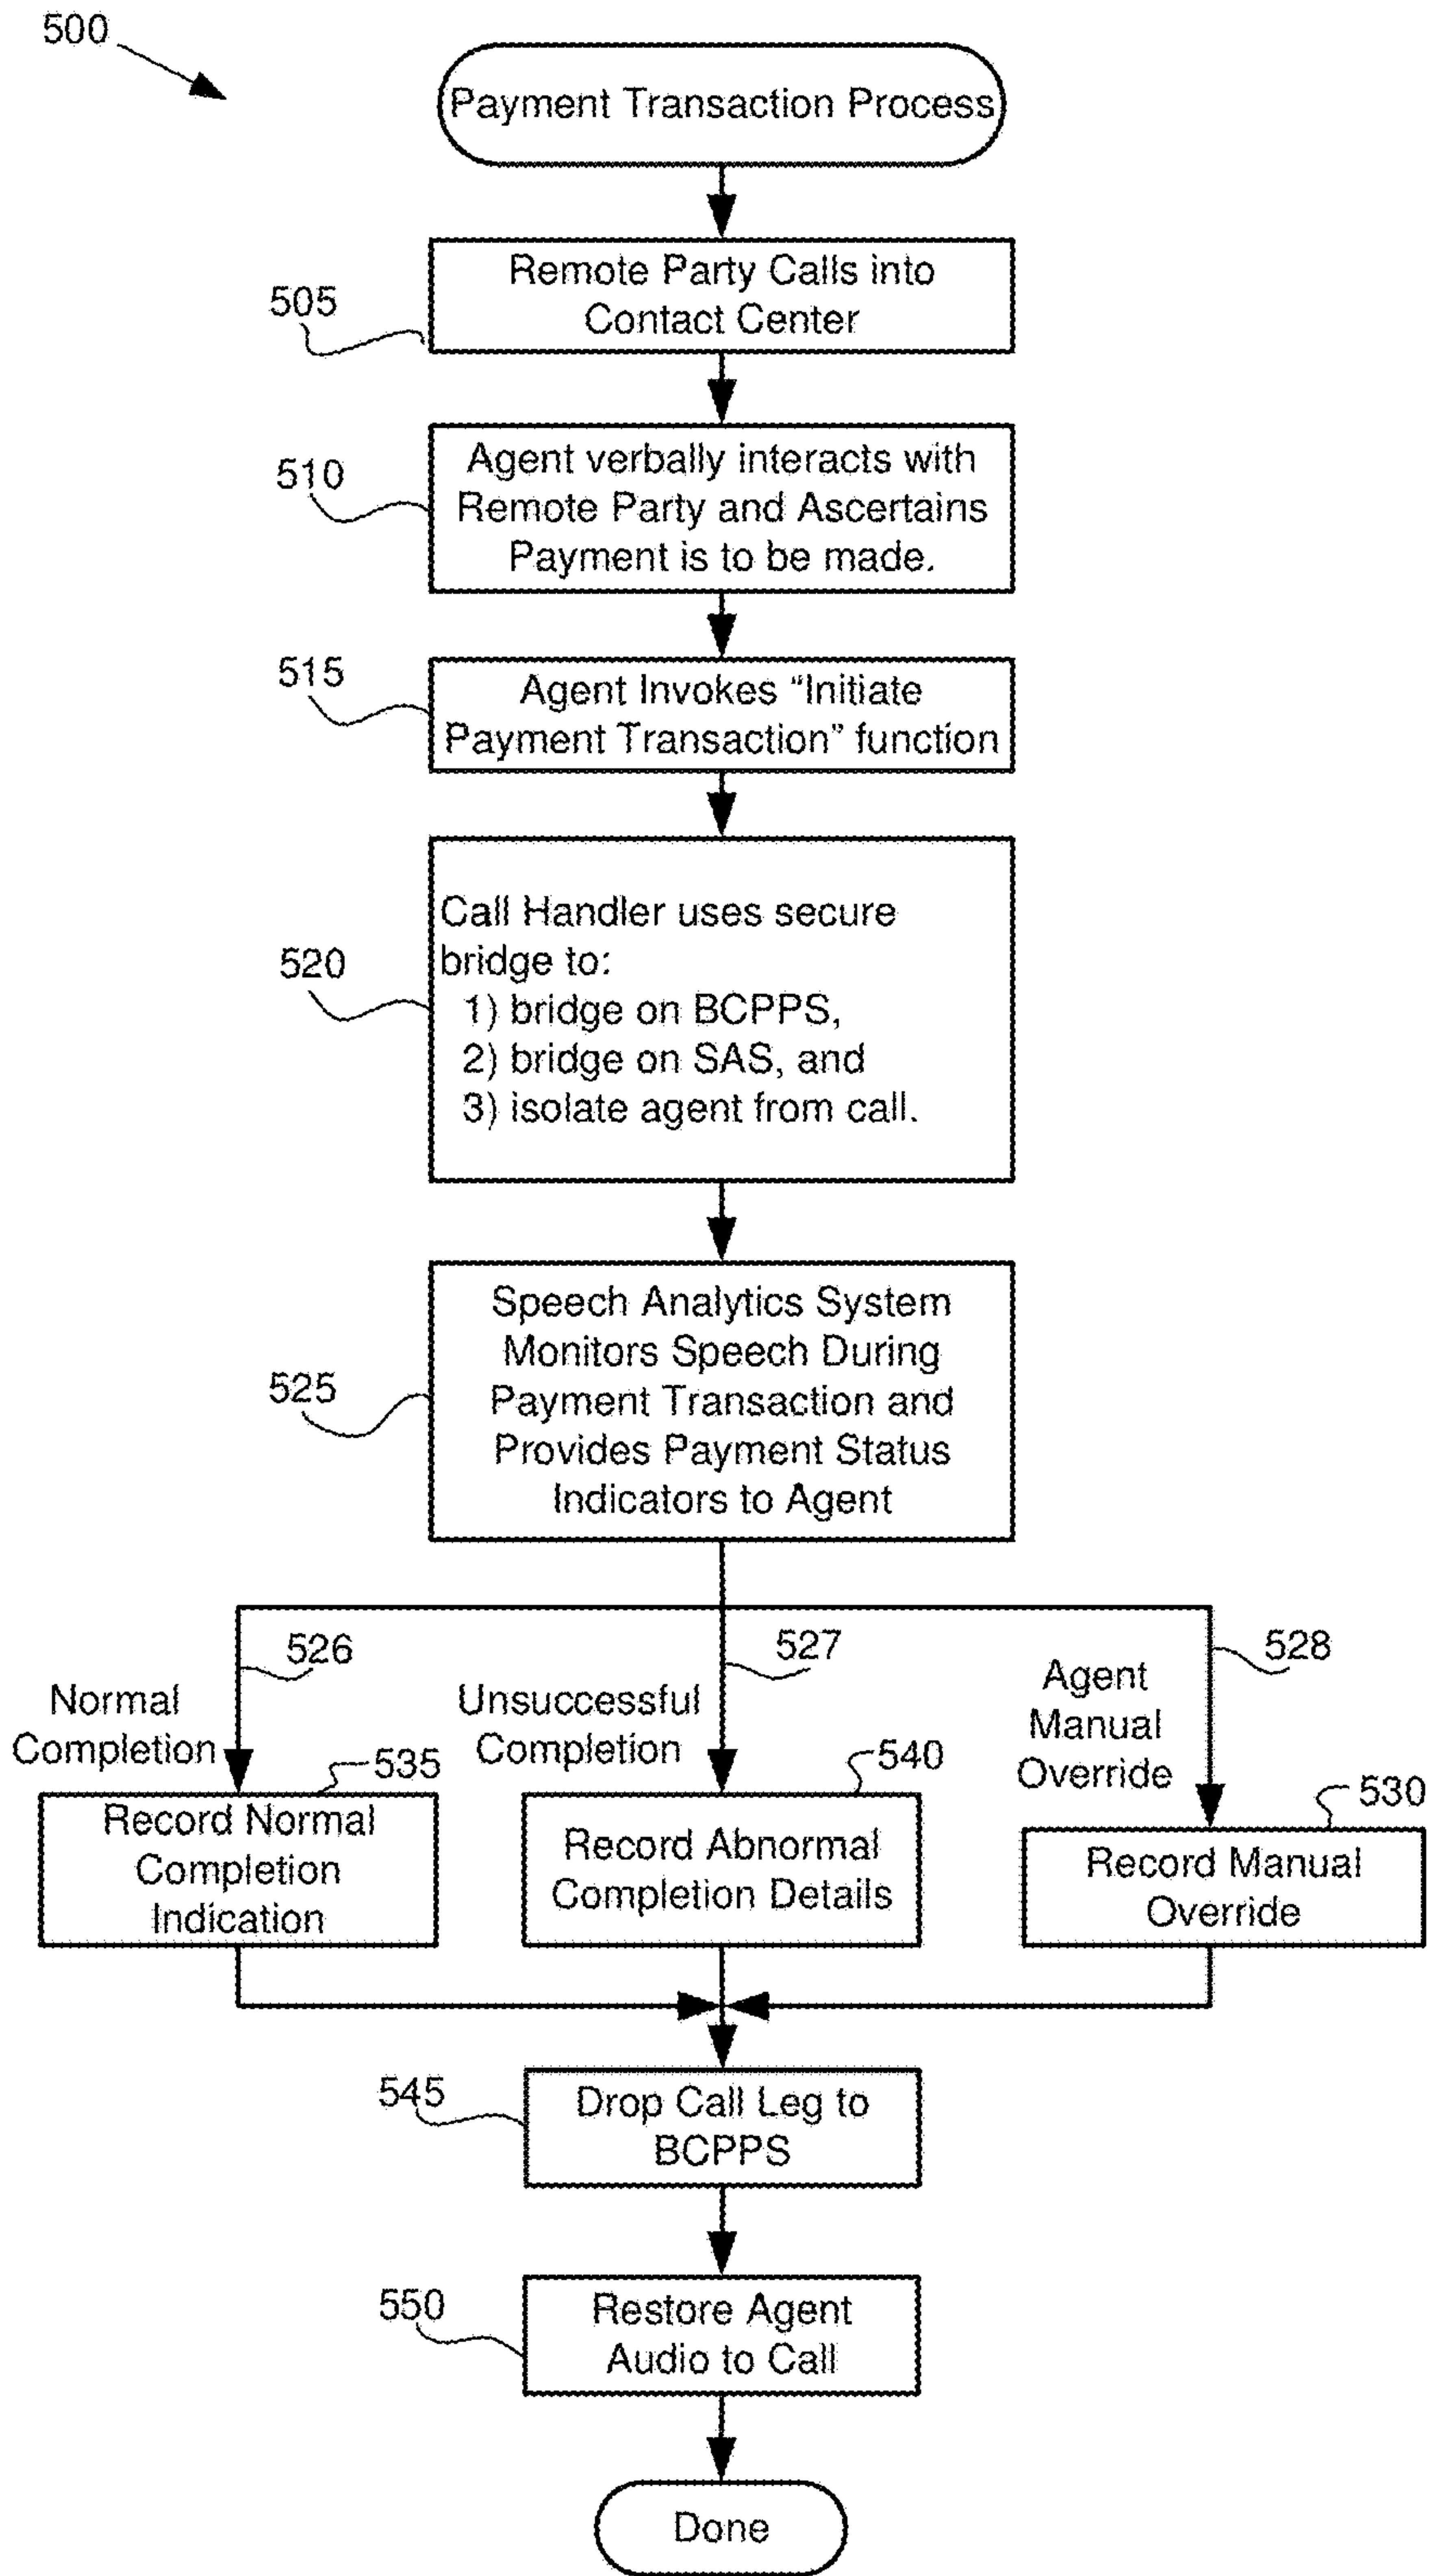 500
Payment Transaction Process
Remote Party Calls into
Contact Center
505
Agent verbally interacts with
Remote Party and Ascertains
Payment is to be made.
510
515
Agent Invokes “Initiate
Payment Transaction” function
Call Handler uses secure
bridge to:
1) bridge on BCPPS,
2) bridge on SAS, and
3) isolate agent from call.
520
Speech Analytics System
Monitors Speech During
Payment Transaction and
Provides Payment Status
Indicators to Agent
525
526
527
528
Normal
Completion
Unsuccessful
Completion
Agent
Manual
Override
535
540
530
Record Normal
Completion
Indication
Record Abnormal
Completion Details
Record Manual
Override
545
Drop Call Leg to
BCPPS
550
Restore Agent
Audio to Call
Done